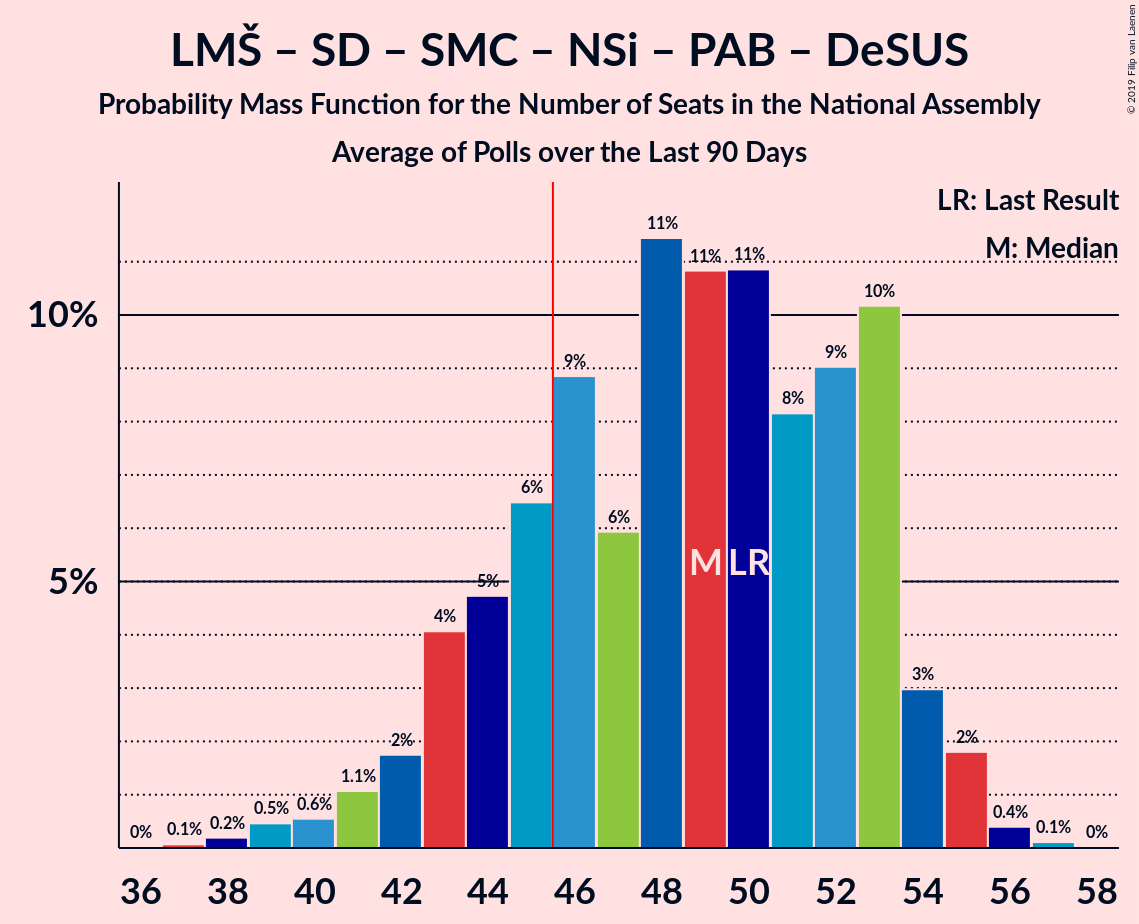 LMŠ – SD – SMC – NSi – PAB – DeSUS
Probability Mass Function for the Number of Seats in the National Assembly
Average of Polls over the Last 90 Days
© 2019 Filip van Laenen
LR: Last Result
M: Median
10%
5%
0%
0.1%
0.2%
0.5%
0.6%
1.1%
2%
4%
5%
6%
9%
6%
11%
11%
11%
8%
9%
10%
3%
2%
0.4%
0.1%
0%
M
LR
36 38 40 42 44 46 48 50 52 54 56 58